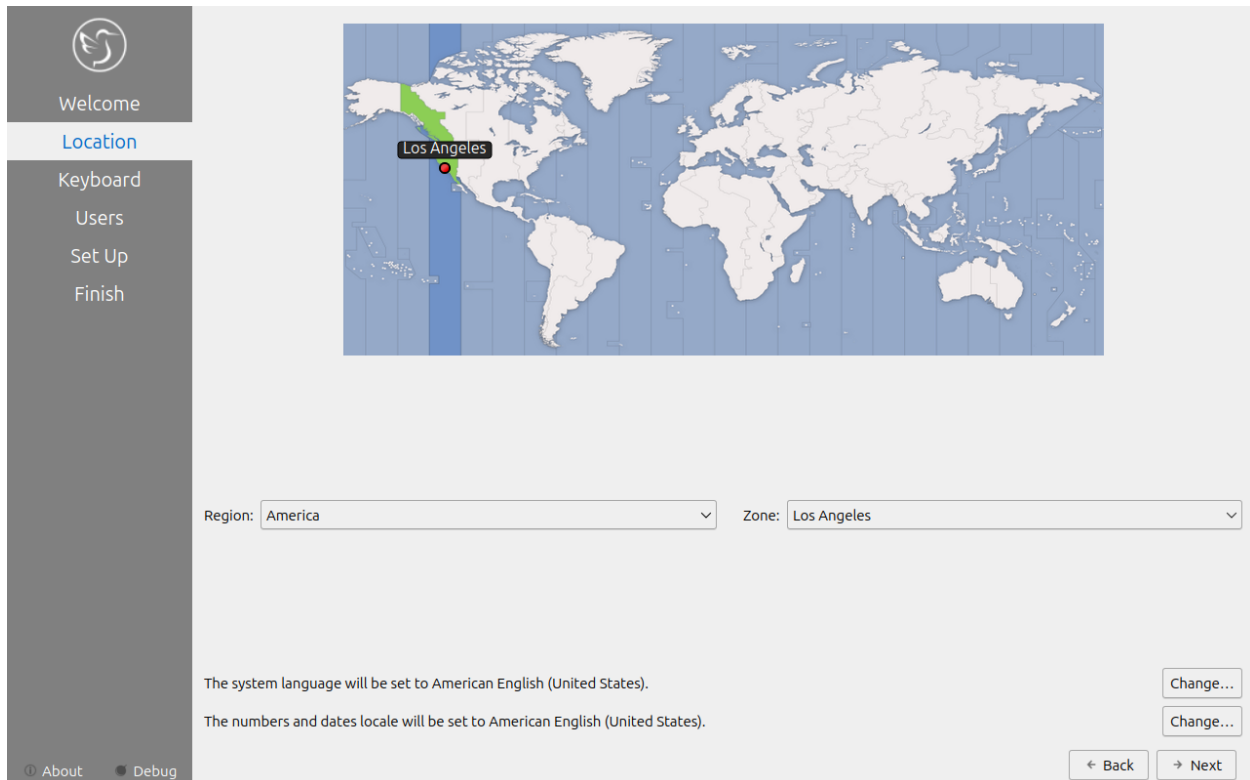 Welcome
Location
Keyboard
Users
Set Up
Finish
About
Debug
Los Angeles
Region: America
Zone: Los Angeles
The system language will be set to American English (United States).
Change...
The numbers and dates locale will be set to American English (United States).
Change...
Back
Next